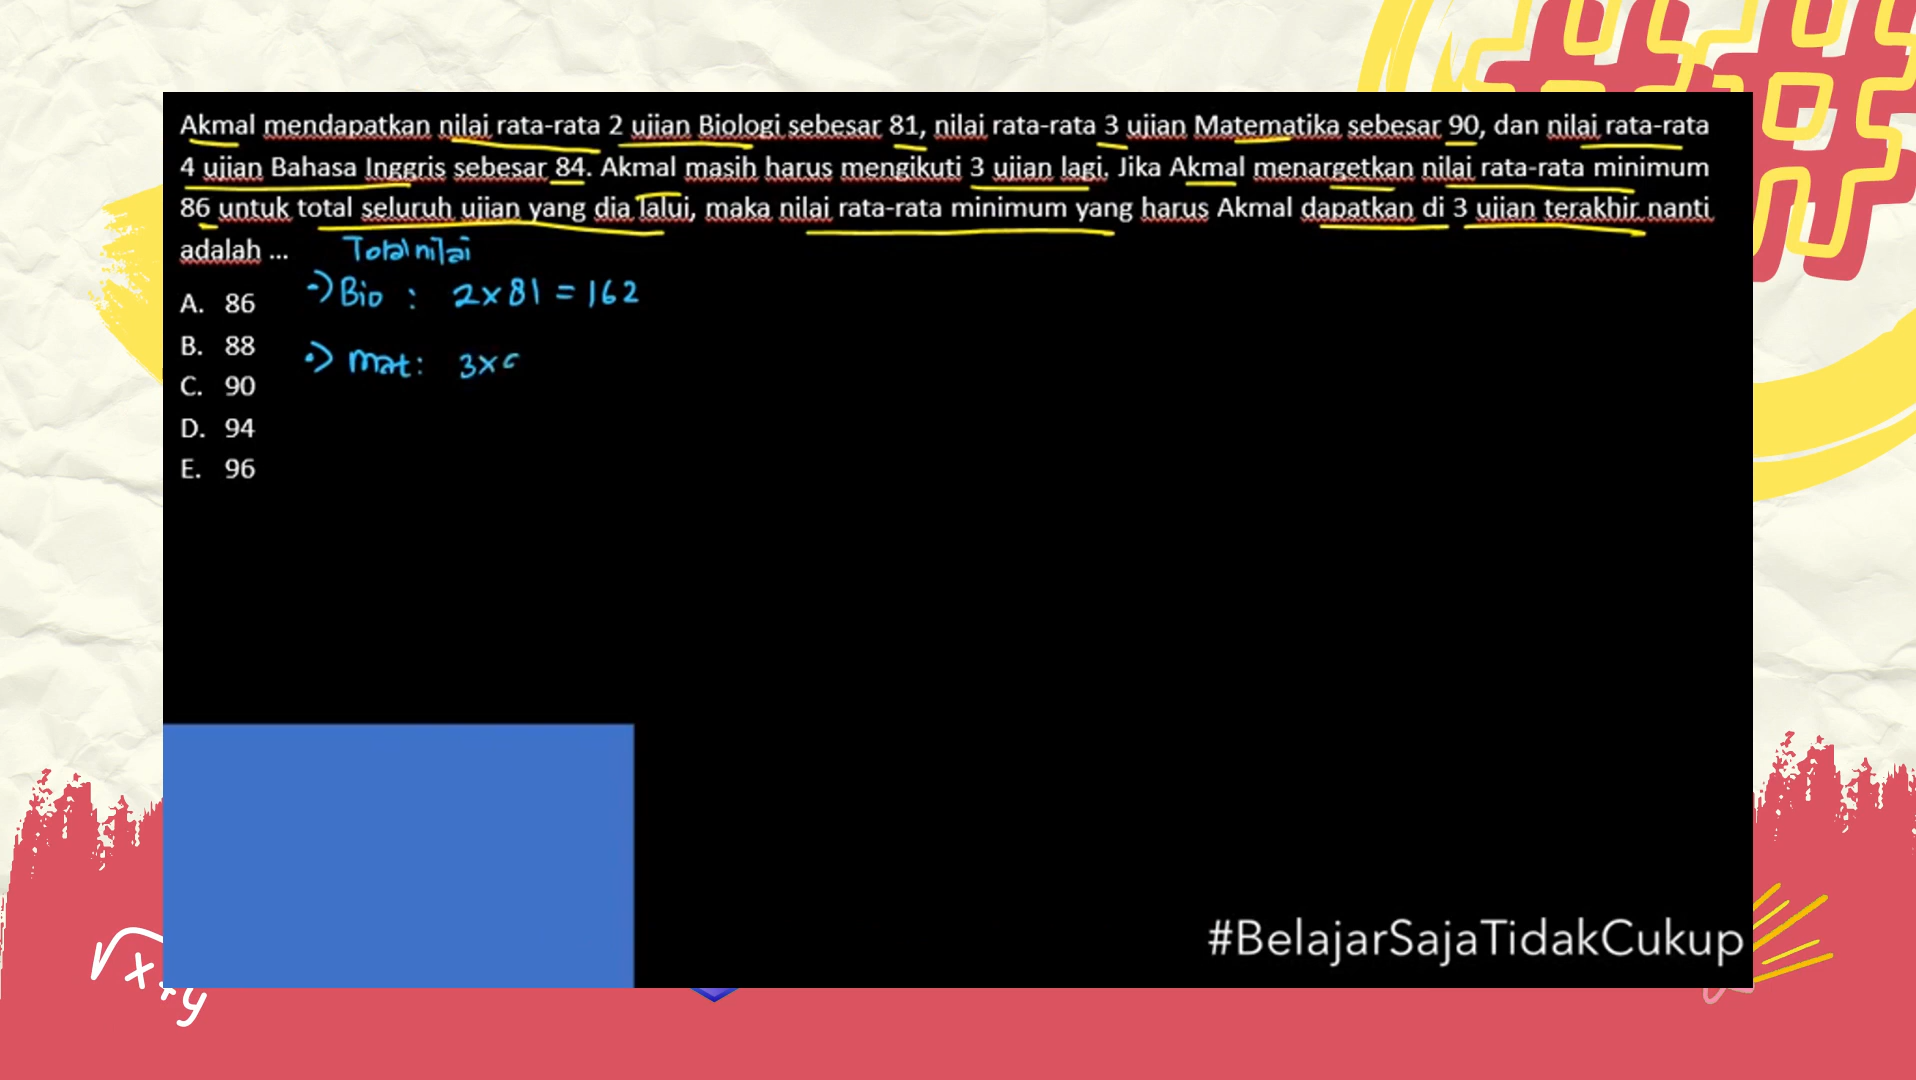 Akmal mendapatkan nilai rata-rata 2 ujian Biologi sebesar 81, nilai rata-rata 3 ujian Matematika sebesar 90, dan nilai rata-rata
4 ujian Bahasa Inggris sebesar 84. Akmal masih harus mengikuti 3 ujian lagi. Jika Akmal menargetkan nilai rata-rata minimum
86 untuk total seluruh ujian yang dia lalui, maka nilai rata-rata minimum yang harus Akmal dapatkan di 3 ujian terakhir nanti
adalah ...
Total nilai
•) Bio : 2 x 81 = 162
•) Mat : 3 x
A. 86
B. 88
C. 90
D. 94
E. 96
#BelajarSajaTidakCukup
√x+y